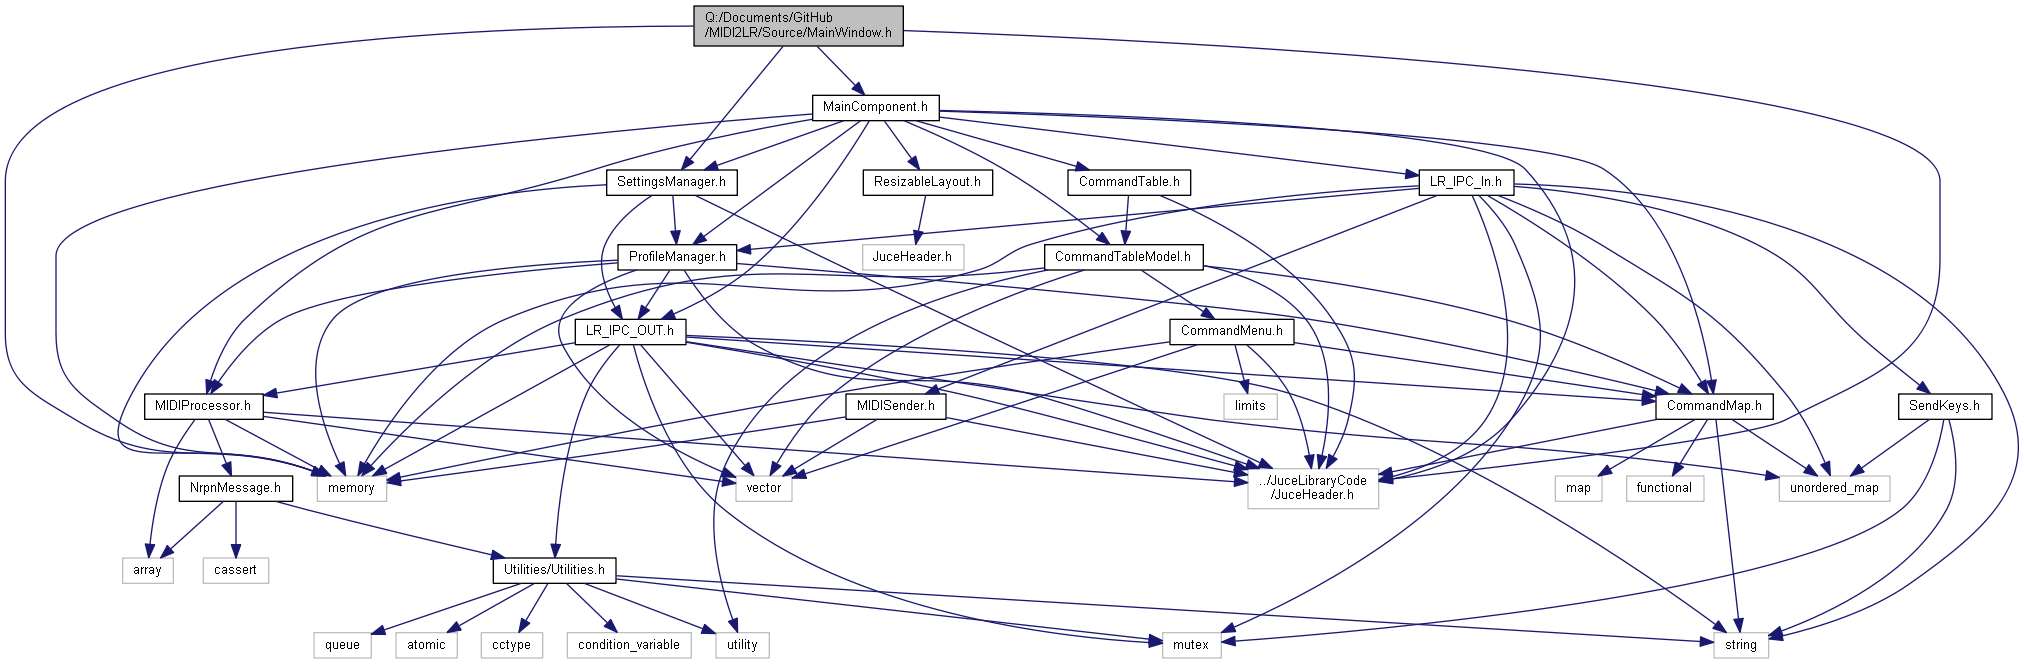 Q:/Documents/GitHub
/MIDI2LR/Source/MainWindow.h
MainComponent.h
SettingsManager.h
ResizableLayout.h
CommandTable.h
LR_IPC_In.h
ProfileManager.h
JuceHeader.h
CommandTableModel.h
LR_IPC_OUT.h
CommandMenu.h
MIDIProcessor.h
MIDISender.h
limits
CommandMap.h
SendKeys.h
NrpnMessage.h
memory
vector
../JuceLibraryCode
/JuceHeader.h
map
functional
unordered_map
array
cassert
Utilities/Utilities.h
queue
atomic
cctype
condition_variable
utility
mutex
string